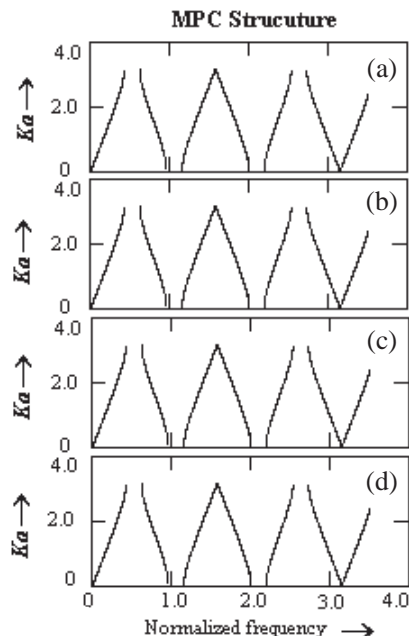 MPC Strucuture
4.0
(a)
Ka →
2.0
0
4.0
(b)
Ka →
2.0
0
4.0
(c)
Ka →
2.0
0
4.0
(d)
Ka →
2.0
0
0 1.0 2.0 3.0 4.0
Normalized frequency →